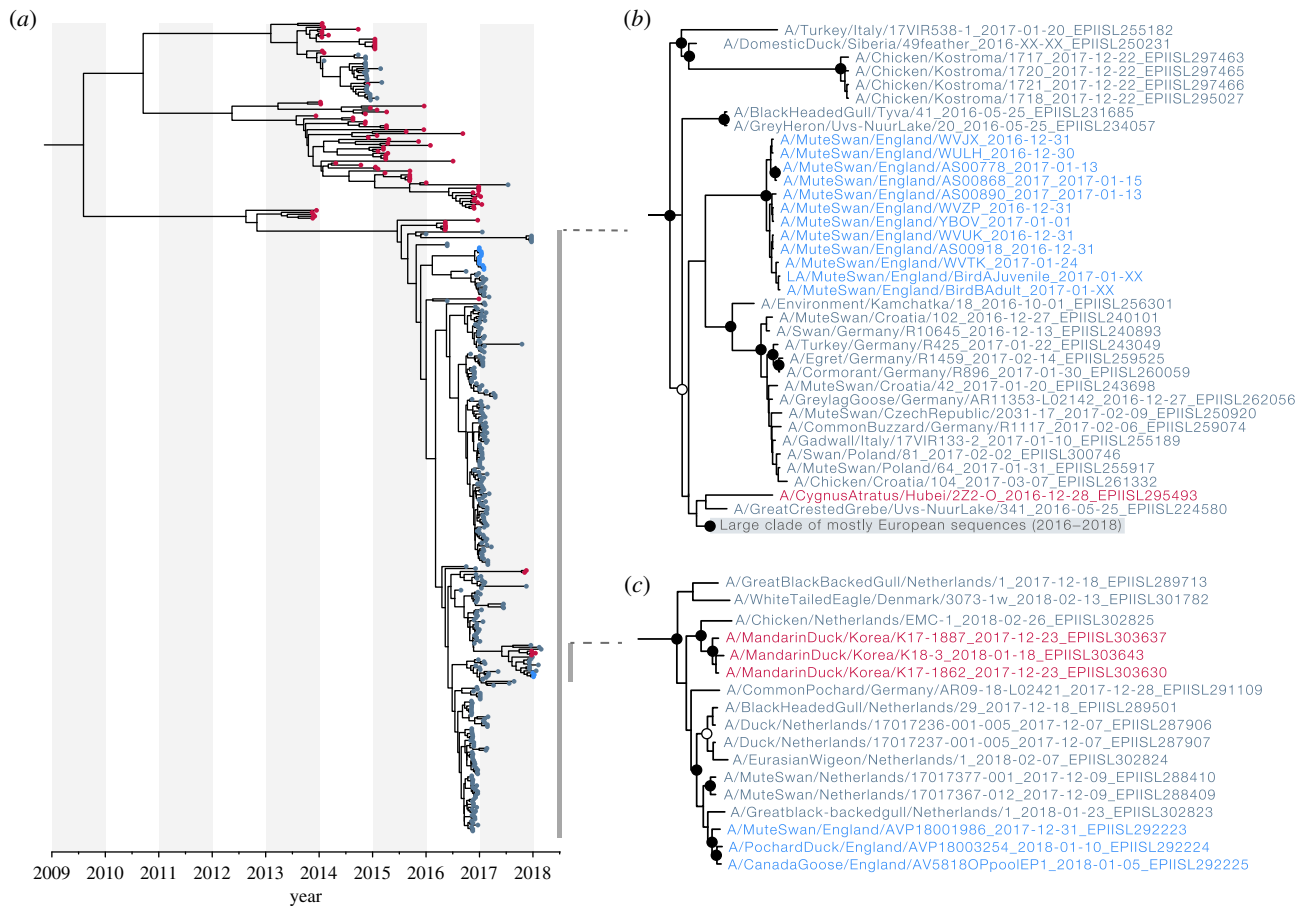 (a)
2009 2010 2011 2012 2013 2014 2015 2016 2017 2018
year
(b)
A/Turkey/Italy/17VIR538-1_2017-01-20_EPIISL255182
A/DomesticDuck/Siberia/49feather_2016-XX-XX_EPIISL250231
A/Chicken/Kostroma/1717_2017-12-22_EPIISL297463
A/Chicken/Kostroma/1720_2017-12-22_EPIISL297465
A/Chicken/Kostroma/1721_2017-12-22_EPIISL297466
A/Chicken/Kostroma/1718_2017-12-22_EPIISL295027
A/BlackHeadedGull/Tyva/41_2016-05-25_EPIISL231685
A/GreyHeron/Uvs-NuurLake/20_2016-05-25_EPIISL234057
A/MuteSwan/England/WVJX_2016-12-31
A/MuteSwan/England/WULH_2016-12-30
A/MuteSwan/England/AS00778_2017-01-13
A/MuteSwan/England/AS00868_2017_2017-01-15
A/MuteSwan/England/AS00890_2017_2017-01-13
A/MuteSwan/England/WVZP_2016-12-31
A/MuteSwan/England/YBOV_2017-01-01
A/MuteSwan/England/WVUK_2016-12-31
A/MuteSwan/England/AS00918_2016-12-31
A/MuteSwan/England/WVTK_2017-01-24
LA/MuteSwan/England/BirdAJuvenile_2017-01-XX
A/MuteSwan/England/BirdBAdult_2017-01-XX
A/Environment/Kamchatka/18_2016-10-01_EPIISL256301
A/MuteSwan/Croatia/102_2016-12-27_EPIISL240101
A/Swan/Germany/R10645_2016-12-13_EPIISL240893
A/Turkey/Germany/R425_2017-01-22_EPIISL243049
A/Egret/Germany/R1459_2017-02-14_EPIISL259525
A/Cormorant/Germany/R896_2017-01-30_EPIISL260059
A/MuteSwan/Croatia/42_2017-01-20_EPIISL243698
A/GreylagGoose/Germany/AR11353-L02142_2016-12-27_EPIISL262056
A/MuteSwan/CzechRepublic/2031-17_2017-02-09_EPIISL250920
A/CommonBuzzard/Germany/R1117_2017-02-06_EPIISL259074
A/Gadwall/Italy/17VIR133-2_2017-01-10_EPIISL255189
A/Swan/Poland/81_2017-02-02_EPIISL300746
A/MuteSwan/Poland/64_2017-01-31_EPIISL255917
A/Chicken/Croatia/104_2017-03-07_EPIISL261332
A/CygnusAtratus/Hubei/2Z2-O_2016-12-28_EPIISL295493
A/GreatCrestedGrebe/Uvs-NuurLake/341_2016-05-25_EPIISL224580
Large clade of mostly European sequences (2016–2018)
(c)
A/GreatBlackBackedGull/Netherlands/1_2017-12-18_EPIISL289713
A/WhiteTailedEagle/Denmark/3073-1w_2018-02-13_EPIISL301782
A/Chicken/Netherlands/EMC-1_2018-02-26_EPIISL302825
A/MandarinDuck/Korea/K17-1887_2017-12-23_EPIISL303637
A/MandarinDuck/Korea/K18-3_2018-01-18_EPIISL303643
A/MandarinDuck/Korea/K17-1862_2017-12-23_EPIISL303630
A/CommonPochard/Germany/AR09-18-L02421_2017-12-28_EPIISL291109
A/BlackHeadedGull/Netherlands/29_2017-12-18_EPIISL289501
A/Duck/Netherlands/17017236-001-005_2017-12-07_EPIISL287906
A/Duck/Netherlands/17017237-001-005_2017-12-07_EPIISL287907
A/EurasianWigeon/Netherlands/1_2018-02-07_EPIISL302824
A/MuteSwan/Netherlands/17017377-001_2017-12-09_EPIISL288410
A/MuteSwan/Netherlands/17017367-012_2017-12-09_EPIISL288409
A/Greatblack-backedgull/Netherlands/1_2018-01-23_EPIISL302823
A/MuteSwan/England/AVP18001986_2017-12-31_EPIISL292223
A/PochardDuck/England/AVP18003254_2018-01-10_EPIISL292224
A/CanadaGoose/England/AV5818OPpoolEP1_2018-01-05_EPIISL292225